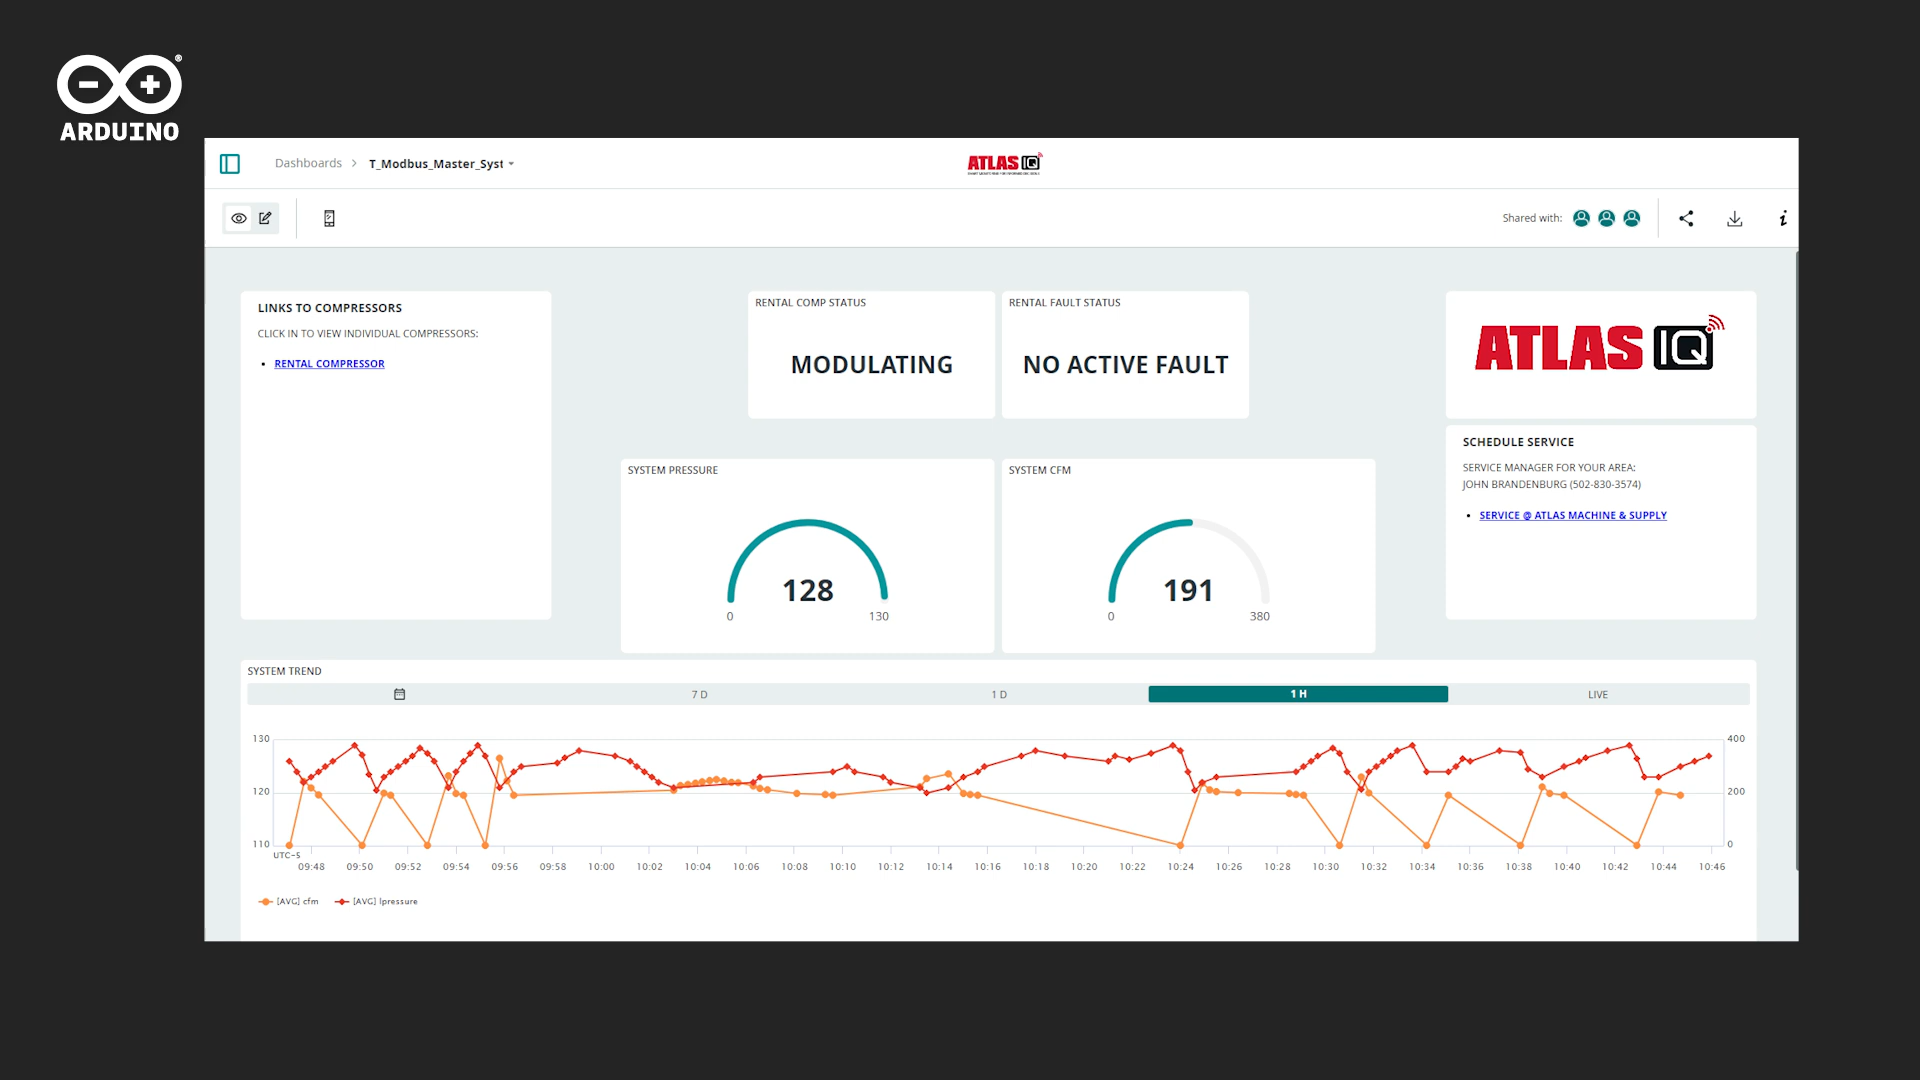 ARDUINO
Dashboards > T_Modbus_Master_Syst
ATLAS IQ
Shared with:
LINKS TO COMPRESSORS
CLICK IN TO VIEW INDIVIDUAL COMPRESSORS:
• RENTAL COMPRESSOR
RENTAL COMP STATUS
MODULATING
RENTAL FAULT STATUS
NO ACTIVE FAULT
ATLAS IQ
SCHEDULE SERVICE
SERVICE MANAGER FOR YOUR AREA:
JOHN BRANDENBURG (502-830-3574)
• SERVICE @ ATLAS MACHINE & SUPPLY
SYSTEM PRESSURE
128
0 130
SYSTEM CFM
191
0 380
SYSTEM TREND
7 D 1 D 1 H LIVE
130 400
120 200
110 0
UTC-5
09:48 09:50 09:52 09:54 09:56 09:58 10:00 10:02 10:04 10:06 10:08 10:10 10:12 10:14 10:16 10:18 10:20 10:22 10:24 10:26 10:28 10:30 10:32 10:34 10:36 10:38 10:40 10:42 10:44 10:46
[AVG] cfm [AVG] lpressure